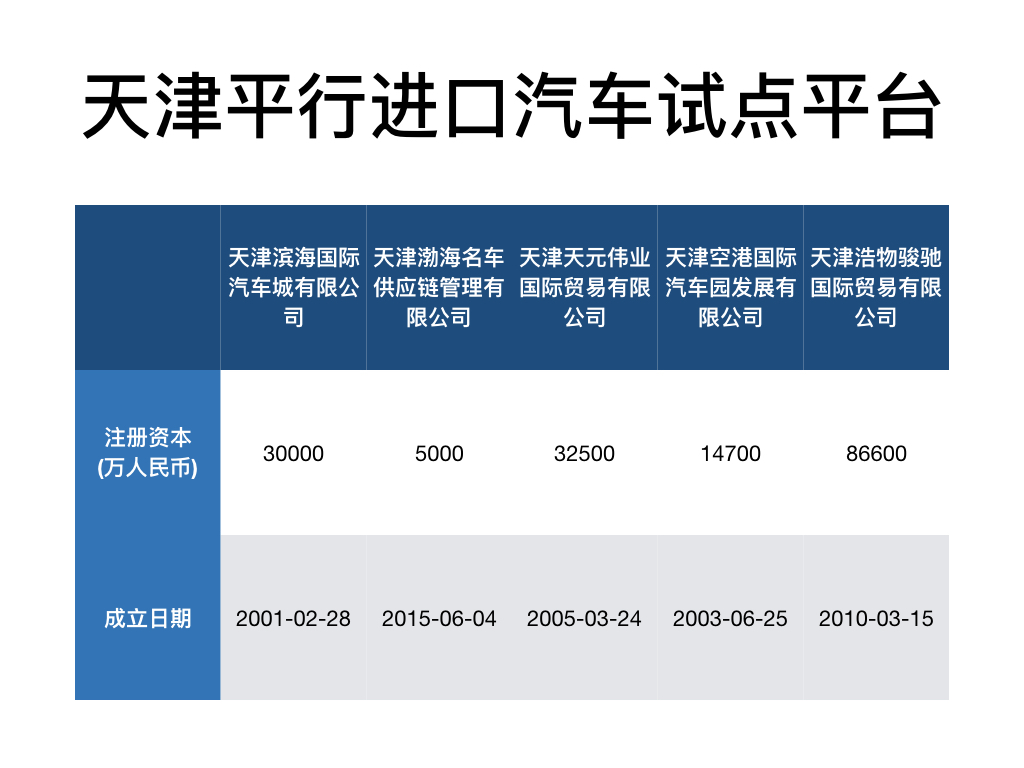 天津平行进口汽车试点平台
天津滨海国际
汽车城有限公
司
天津渤海名车
供应链管理有
限公司
天津天元伟业
国际贸易有限
公司
天津空港国际
汽车园发展有
限公司
天津浩物骏驰
国际贸易有限
公司
注册资本
(万人民币)
30000
5000
32500
14700
86600
成立日期
2001-02-28
2015-06-04
2005-03-24
2003-06-25
2010-03-15